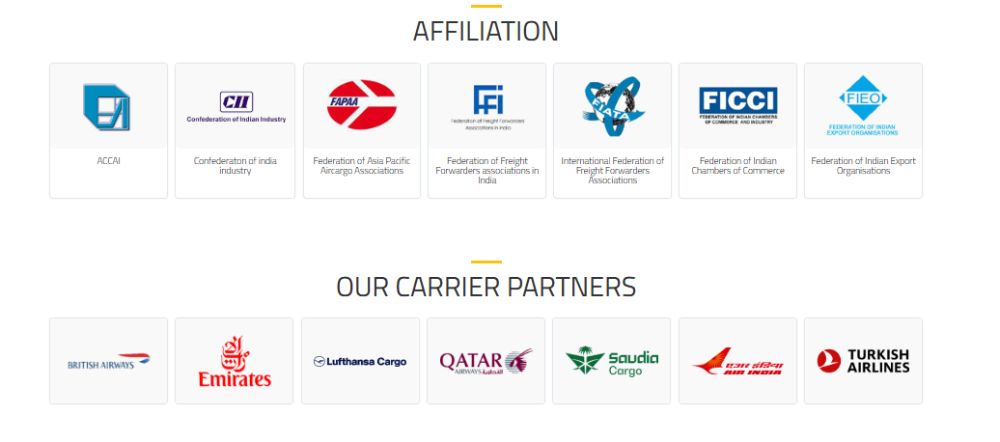 AFFILIATION
CII
Confederation of Indian Industry
FAPAA
FFi
Federation of Freight Forwarders'
Associations in India
FIATA
FICCI
FEDERATION OF INDIAN CHAMBERS
OF COMMERCE AND INDUSTRY
FIEO
FEDERATION OF INDIAN
EXPORT ORGANISATIONS
ACCAI
Confederaton of india
industry
Federation of Asia Pacific
Aircargo Associations
Federation of Freight
Forwarders associations in
India
International Federation of
Freight Forwarders
Associations
Federation of Indian
Chambers of Commerce
Federation of Indian Export
Organisations
OUR CARRIER PARTNERS
BRITISH AIRWAYS
Emirates
Lufthansa Cargo
QATAR
AIRWAYS القطرية
Saudia
Cargo
एअर इंडिया
AIR INDIA
TURKISH
AIRLINES